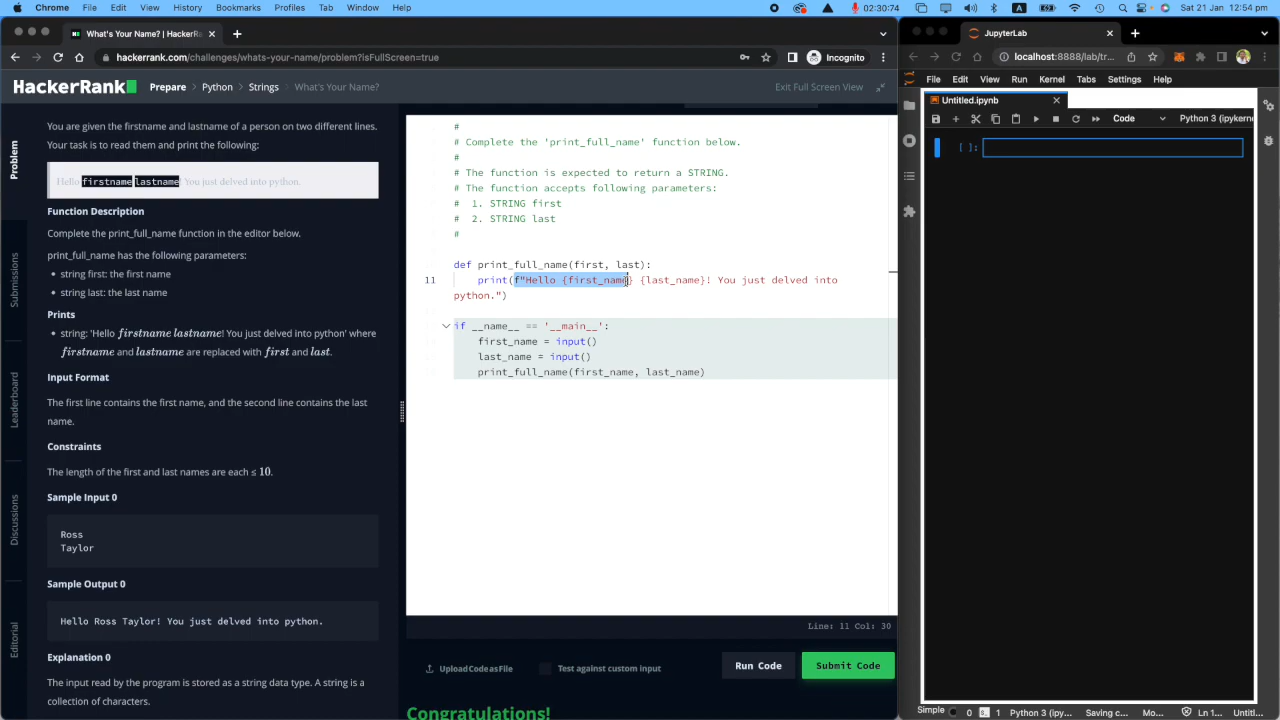 Chrome File Edit View History Bookmarks Profiles Tab Window Help 02:30:74 Sat 21 Jan 12:54 pm
What's Your Name? | HackerR
JupyterLab
hackerrank.com/challenges/whats-your-name/problem?isFullScreen=true
Incognito
localhost:8888/lab/tr...
HackerRank
Prepare > Python > Strings > What's Your Name?
Exit Full Screen View
File Edit View Run Kernel Tabs Settings Help
Untitled.ipynb
Code
Python 3 (ipykerne
[ ]:
Problem
Submissions
Leaderboard
Discussions
Editorial
You are given the firstname and lastname of a person on two different lines.
Your task is to read them and print the following:
Hello firstname lastname! You just delved into python.
Function Description
Complete the print_full_name function in the editor below.
print_full_name has the following parameters:
• string first: the first name
• string last: the last name
Prints
• string: 'Hello firstname lastname! You just delved into python' where
firstname and lastname are replaced with first and last.
Input Format
The first line contains the first name, and the second line contains the last
name.
Constraints
The length of the first and last names are each ≤ 10.
Sample Input 0
Ross
Taylor
Sample Output 0
Hello Ross Taylor! You just delved into python.
Explanation 0
The input read by the program is stored as a string data type. A string is a
collection of characters.
#
# Complete the 'print_full_name' function below.
#
# The function is expected to return a STRING.
# The function accepts following parameters:
#  1. STRING first
#  2. STRING last
#
def print_full_name(first, last):
11 print(f"Hello {first_name} {last_name}! You just delved into
python.")
if __name__ == '__main__':
first_name = input()
last_name = input()
print_full_name(first_name, last_name)
Line: 11 Col: 30
Upload Code as File
Test against custom input
Run Code
Submit Code
Congratulations!
Simple 0 1 Python 3 (ipy... Saving c... Mo... Ln 1... Untitl...